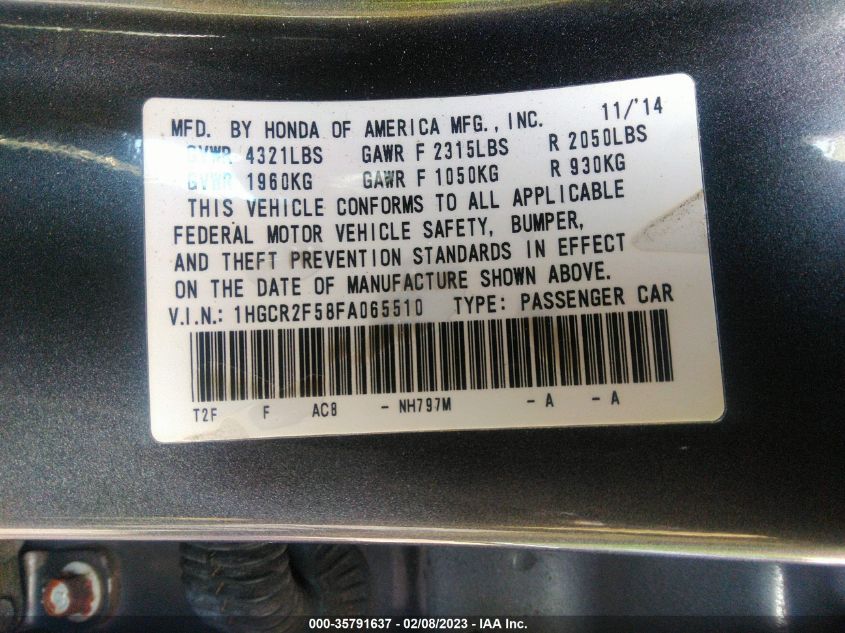 MFD. BY HONDA OF AMERICA MFG., INC. 11/'14
GVWR 4321LBS GAWR F 2315LBS R 2050LBS
GVWR 1960KG GAWR F 1050KG R 930KG
THIS VEHICLE CONFORMS TO ALL APPLICABLE
FEDERAL MOTOR VEHICLE SAFETY, BUMPER,
AND THEFT PREVENTION STANDARDS IN EFFECT
ON THE DATE OF MANUFACTURE SHOWN ABOVE.
V.I.N.: 1HGCR2F58FA065510 TYPE: PASSENGER CAR
T2F F AC8 - NH797M - A - A
000-35791637 - 02/08/2023 - IAA Inc.